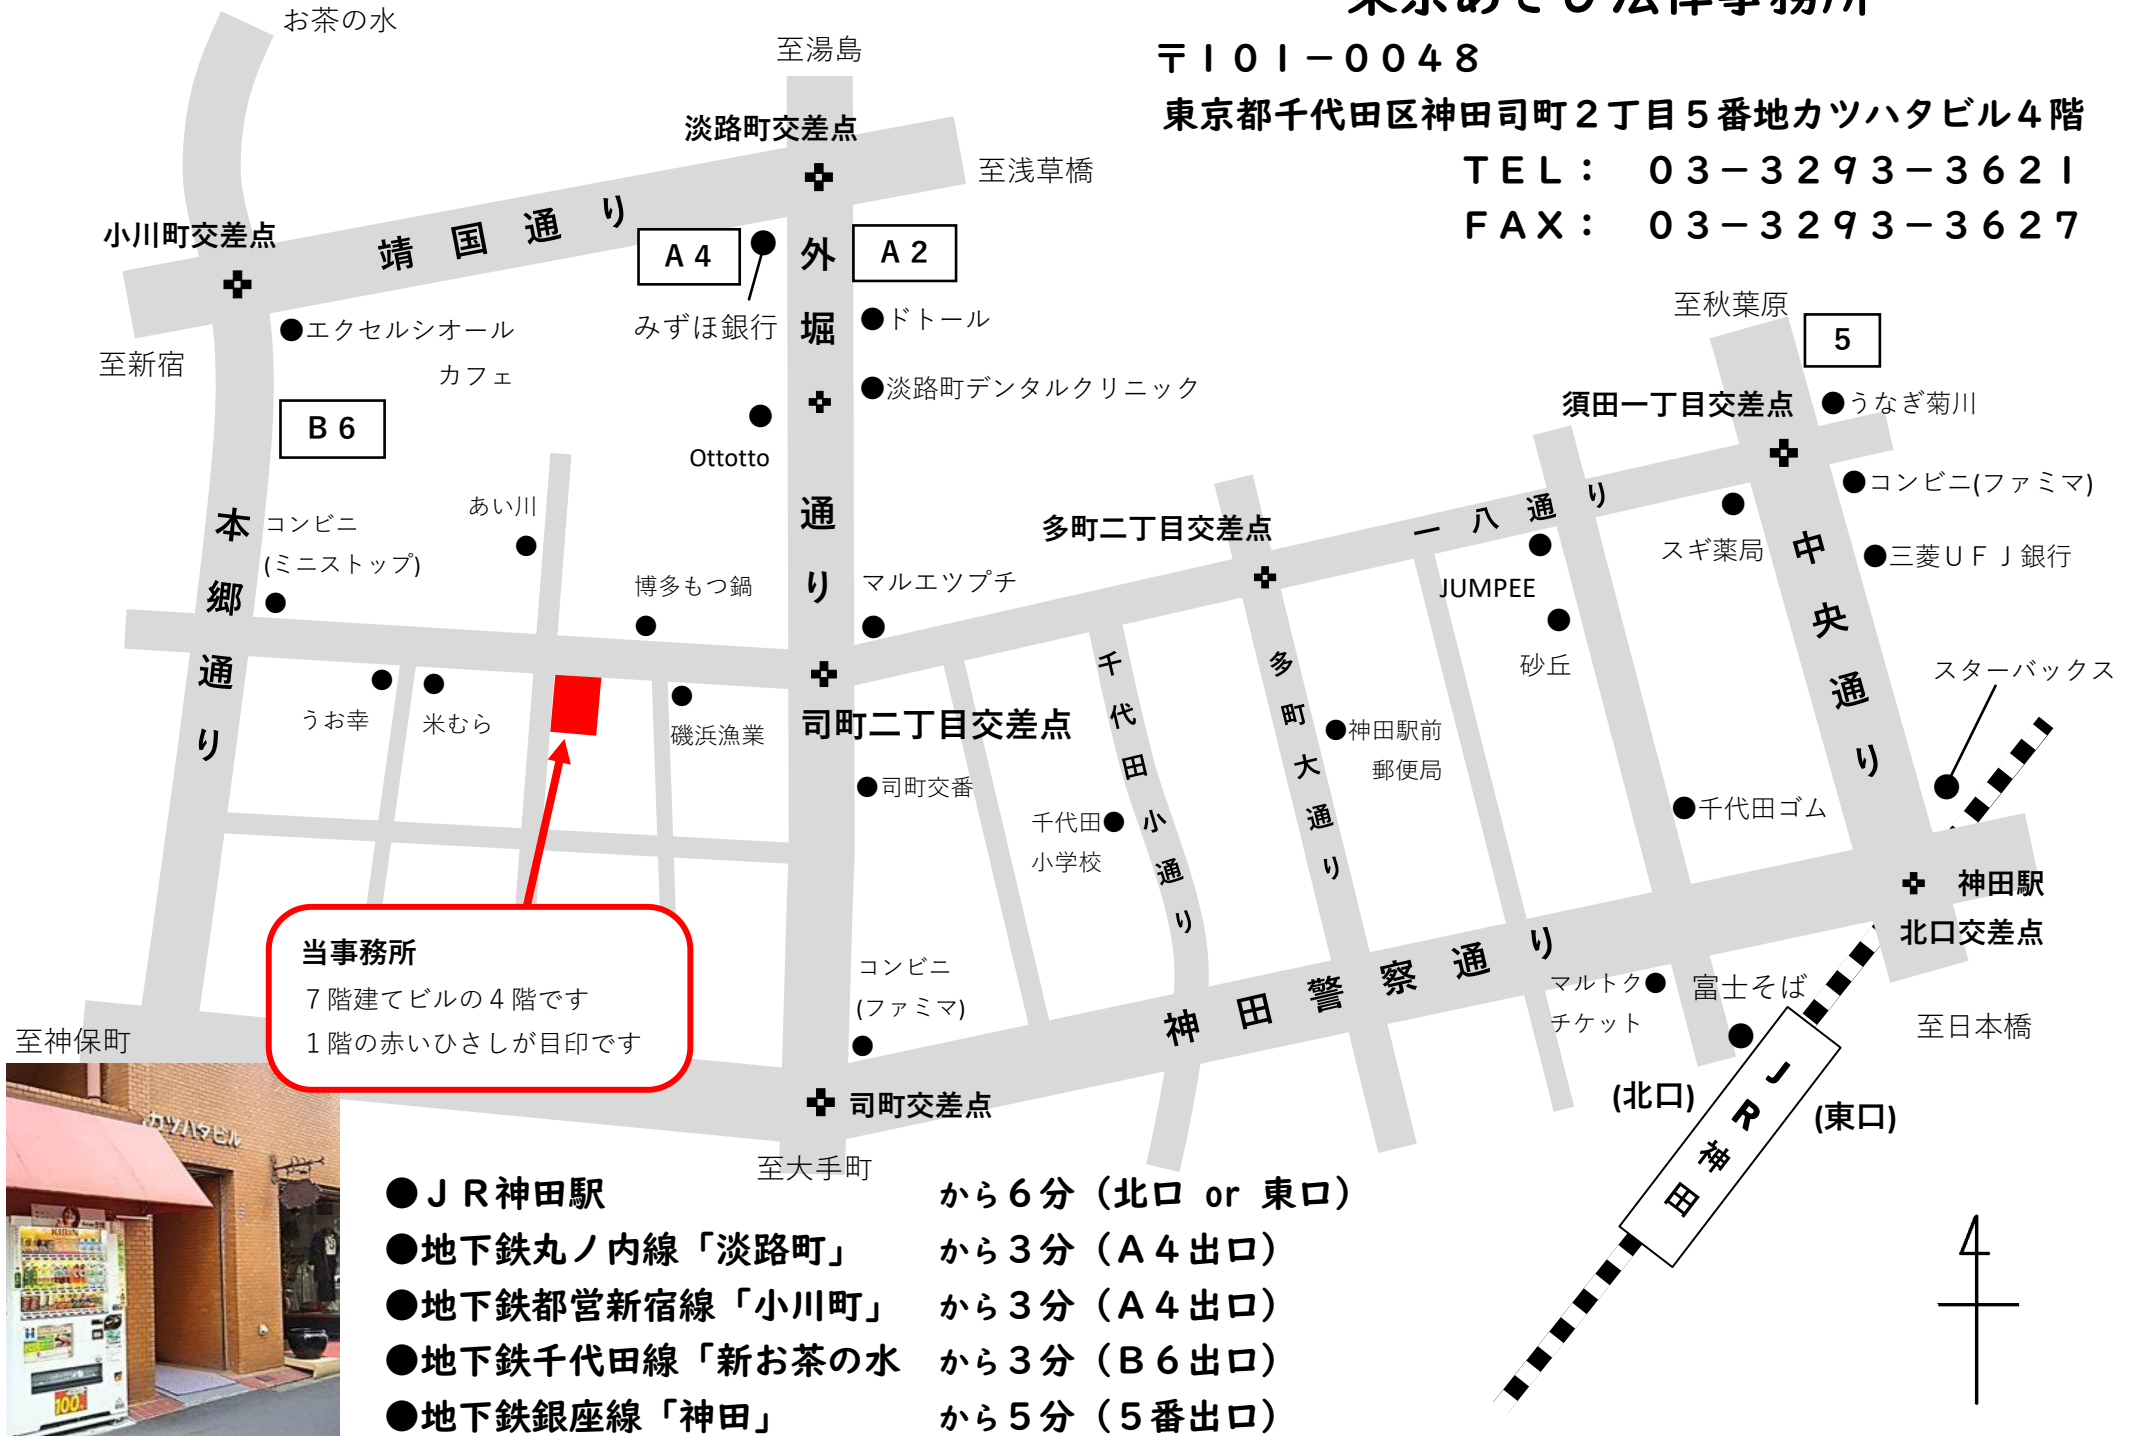 東京あさひ法律事務所
〒101－0048
東京都千代田区神田司町２丁目５番地カツハタビル４階
ＴＥＬ：　０３－３２９３－３６２１
ＦＡＸ：　０３－３２９３－３６２７
お茶の水
至湯島
淡路町交差点
至浅草橋
小川町交差点
靖国通り
A 4
外堀通り
A 2
至秋葉原
5
エクセルシオール
カフェ
みずほ銀行
ドトール
至新宿
淡路町デンタルクリニック
須田一丁目交差点
うなぎ菊川
B 6
Ottotto
本郷通り
コンビニ
(ミニストップ)
あい川
多町二丁目交差点
一八通り
コンビニ(ファミマ)
スギ薬局
中央通り
三菱ＵＦＪ銀行
博多もつ鍋
マルエツプチ
JUMPEE
砂丘
スターバックス
うお幸
米むら
磯浜漁業
司町二丁目交差点
千代田小通り
多町大通り
神田駅前
郵便局
司町交番
千代田
小学校
千代田ゴム
神田駅
北口交差点
当事務所
７階建てビルの４階です
１階の赤いひさしが目印です
コンビニ
(ファミマ)
神田警察通り
マルトク
チケット
富士そば
至日本橋
至神保町
司町交差点
(北口)
ＪＲ神田
(東口)
至大手町
カツハタビル
KIRIN
100
●ＪＲ神田駅　から６分（北口 or 東口）
●地下鉄丸ノ内線「淡路町」　から３分（Ａ４出口）
●地下鉄都営新宿線「小川町」　から３分（Ａ４出口）
●地下鉄千代田線「新お茶の水　から３分（Ｂ６出口）
●地下鉄銀座線「神田」　から５分（５番出口）